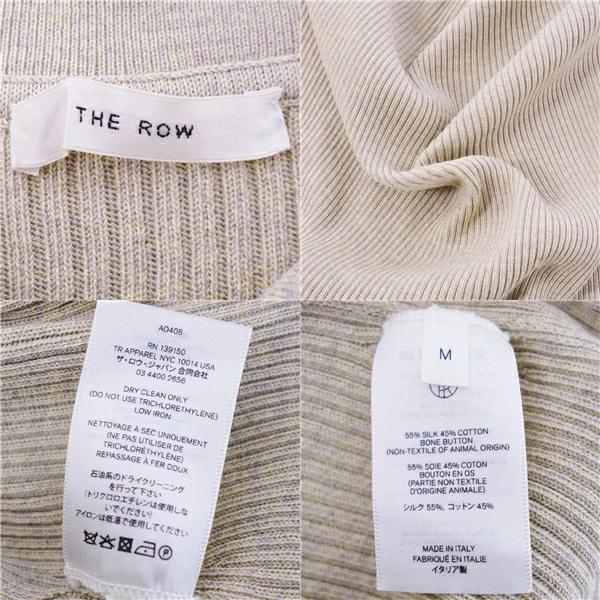 THE ROW
AO408
RN 139150
TR APPAREL NYC 10014 USA
ザ・ロウ・ジャパン 合同会社
03 4400 2656
DRY CLEAN ONLY
(DO NOT USE TRICHLORETHYLENE)
LOW IRON
NETTOYAGE À SEC UNIQUEMENT
(NE PAS UTILISER DE
TRICHLORÉTHYLÈNE)
REPASSAGE À FER DOUX
石油系のドライクリーニング
を行って下さい
(トリクロロエチレンは使用しな
いでください)
アイロンは低温で使用してください
M
55% SILK 45% COTTON
BONE BUTTON
(NON-TEXTILE OF ANIMAL ORIGIN)
55% SOIE 45% COTON
BOUTON EN OS
(PARTIE NON TEXTILE
D'ORIGINE ANIMALE)
シルク 55%, コットン 45%
MADE IN ITALY
FABRIQUÉ EN ITALIE
イタリア製